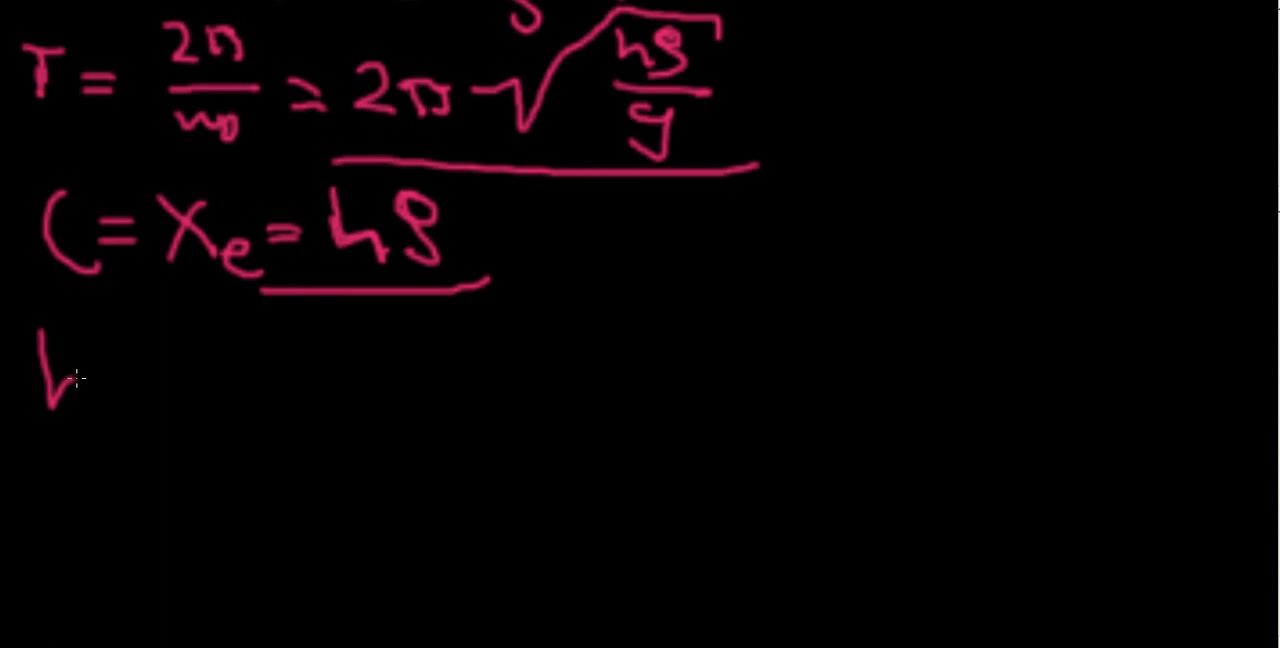 T = 2π/ω₀ = 2π √(hS/g)
C = Xₑ = hS